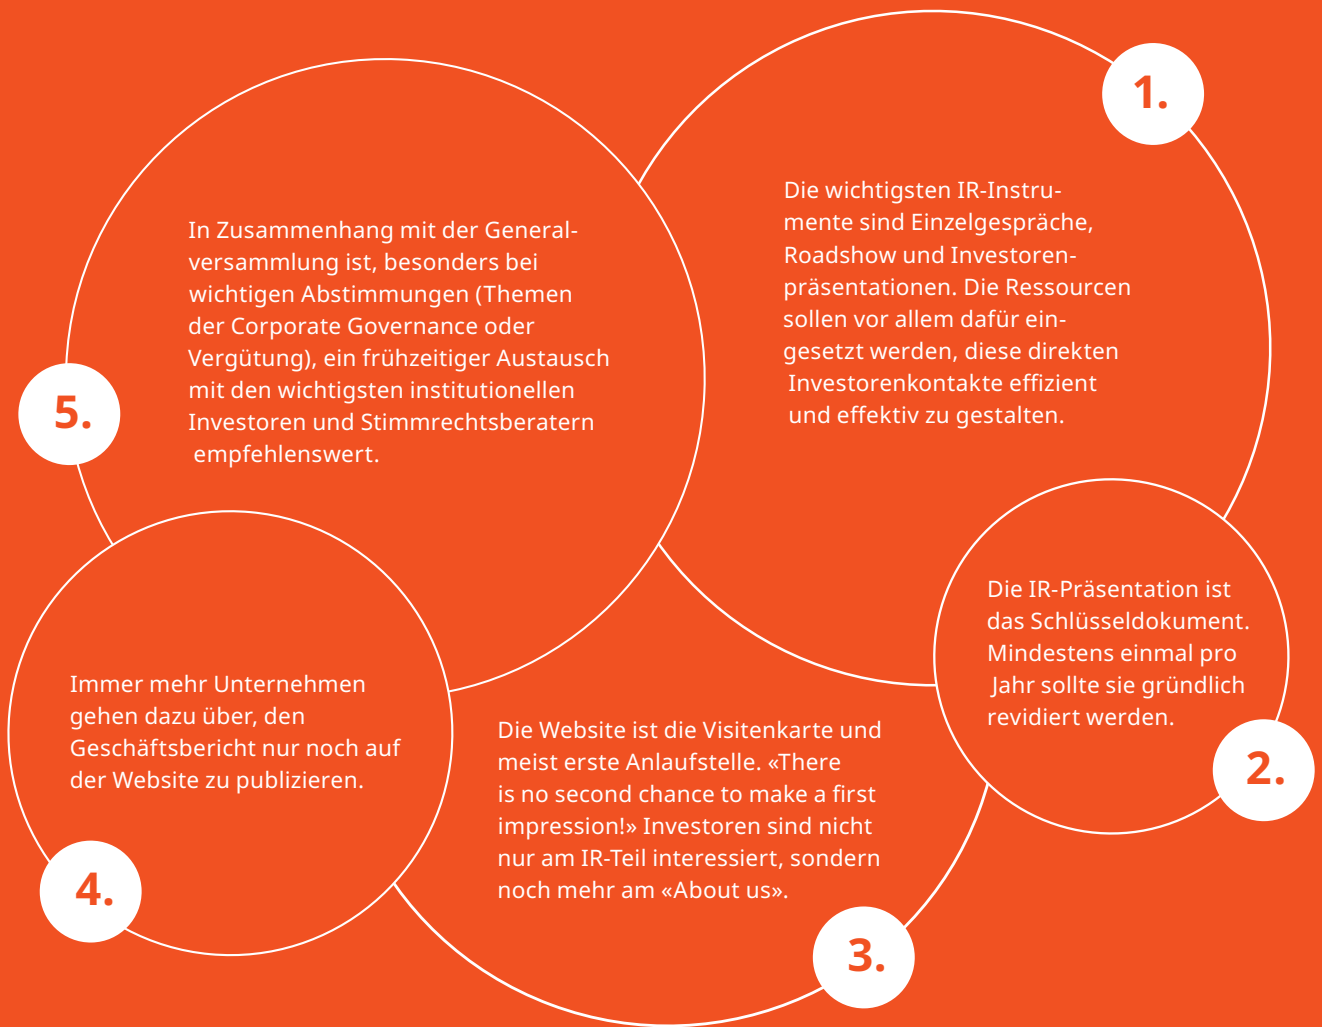 1.
Die wichtigsten IR-Instru-
mente sind Einzelgespräche,
Roadshow und Investoren-
präsentationen. Die Ressourcen
sollen vor allem dafür ein-
gesetzt werden, diese direkten
Investorenkontakte effizient
und effektiv zu gestalten.
2.
Die IR-Präsentation ist
das Schlüsseldokument.
Mindestens einmal pro
Jahr sollte sie gründlich
revidiert werden.
3.
Die Website ist die Visitenkarte und
meist erste Anlaufstelle. «There
is no second chance to make a first
impression!» Investoren sind nicht
nur am IR-Teil interessiert, sondern
noch mehr am «About us».
4.
Immer mehr Unternehmen
gehen dazu über, den
Geschäftsbericht nur noch auf
der Website zu publizieren.
5.
In Zusammenhang mit der General-
versammlung ist, besonders bei
wichtigen Abstimmungen (Themen
der Corporate Governance oder
Vergütung), ein frühzeitiger Austausch
mit den wichtigsten institutionellen
Investoren und Stimmrechtsberatern
empfehlenswert.